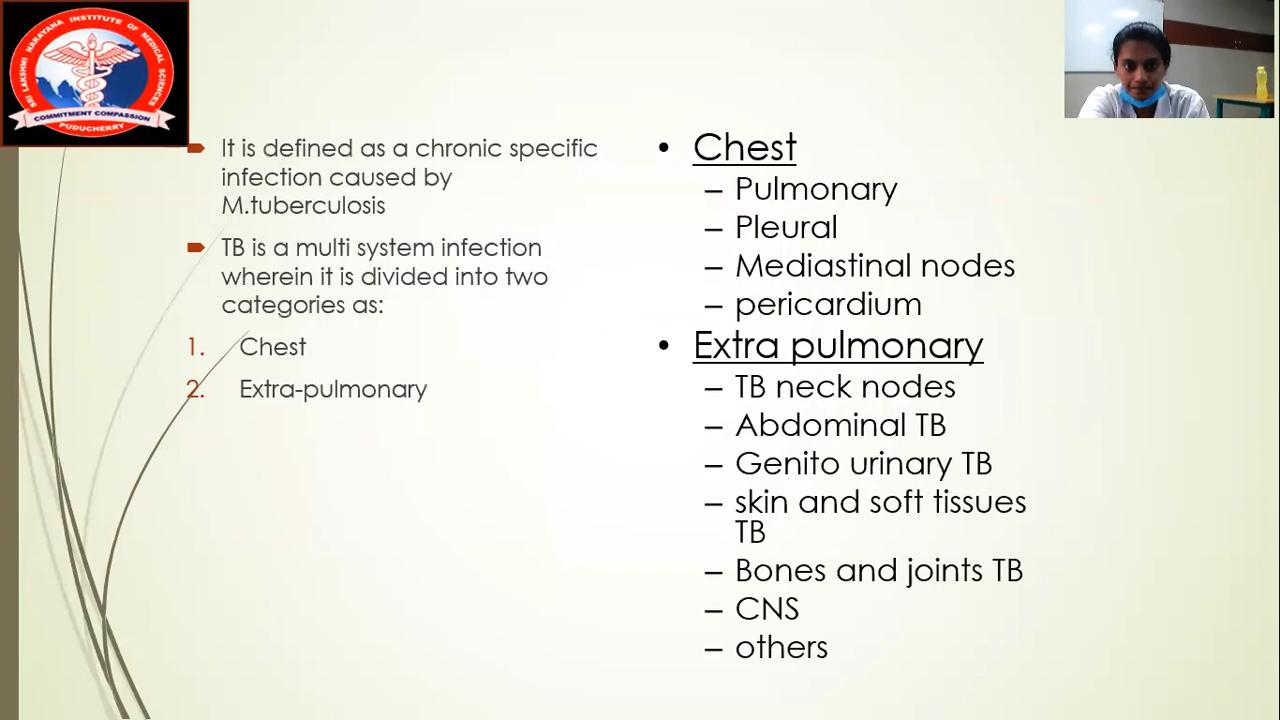 SRI LAKSHMI NARAYANA INSTITUTE OF MEDICAL SCIENCES
COMMITMENT COMPASSION
PUDUCHERRY
It is defined as a chronic specific
infection caused by
M.tuberculosis
TB is a multi system infection
wherein it is divided into two
categories as:
1. Chest
2. Extra-pulmonary
• Chest
– Pulmonary
– Pleural
– Mediastinal nodes
– pericardium
• Extra pulmonary
– TB neck nodes
– Abdominal TB
– Genito urinary TB
– skin and soft tissues
TB
– Bones and joints TB
– CNS
– others